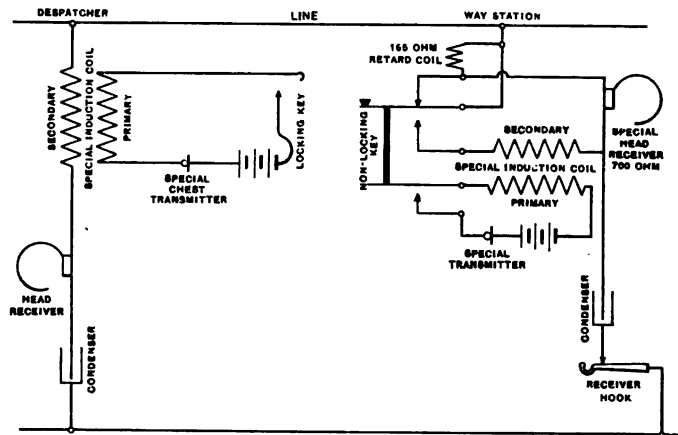 DESPATCHER
LINE
WAY STATION
165 OHM
RETARD COIL
SECONDARY
SPECIAL INDUCTION COIL
PRIMARY
LOCKING KEY
SPECIAL
CHEST
TRANSMITTER
NON-LOCKING
KEY
SECONDARY
SPECIAL INDUCTION COIL
PRIMARY
SPECIAL
TRANSMITTER
SPECIAL
HEAD
RECEIVER
700 OHM
HEAD
RECEIVER
CONDENSER
CONDENSER
RECEIVER
HOOK